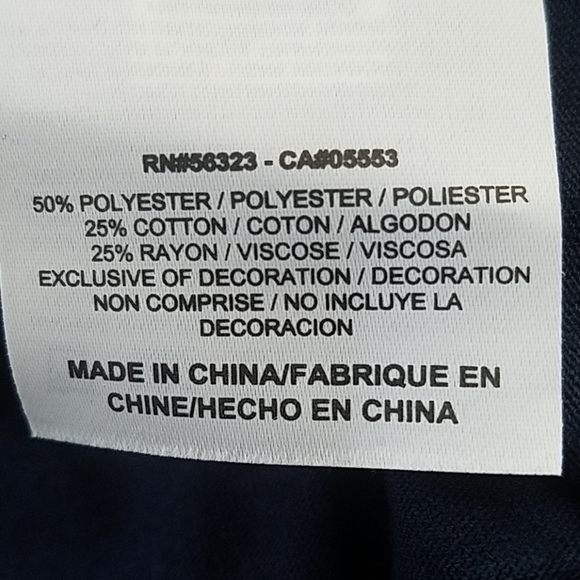 RN#56323 - CA#05553
50% POLYESTER / POLYESTER / POLIESTER
25% COTTON / COTON / ALGODON
25% RAYON / VISCOSE / VISCOSA
EXCLUSIVE OF DECORATION / DECORATION
NON COMPRISE / NO INCLUYE LA
DECORACION
MADE IN CHINA/FABRIQUE EN
CHINE/HECHO EN CHINA